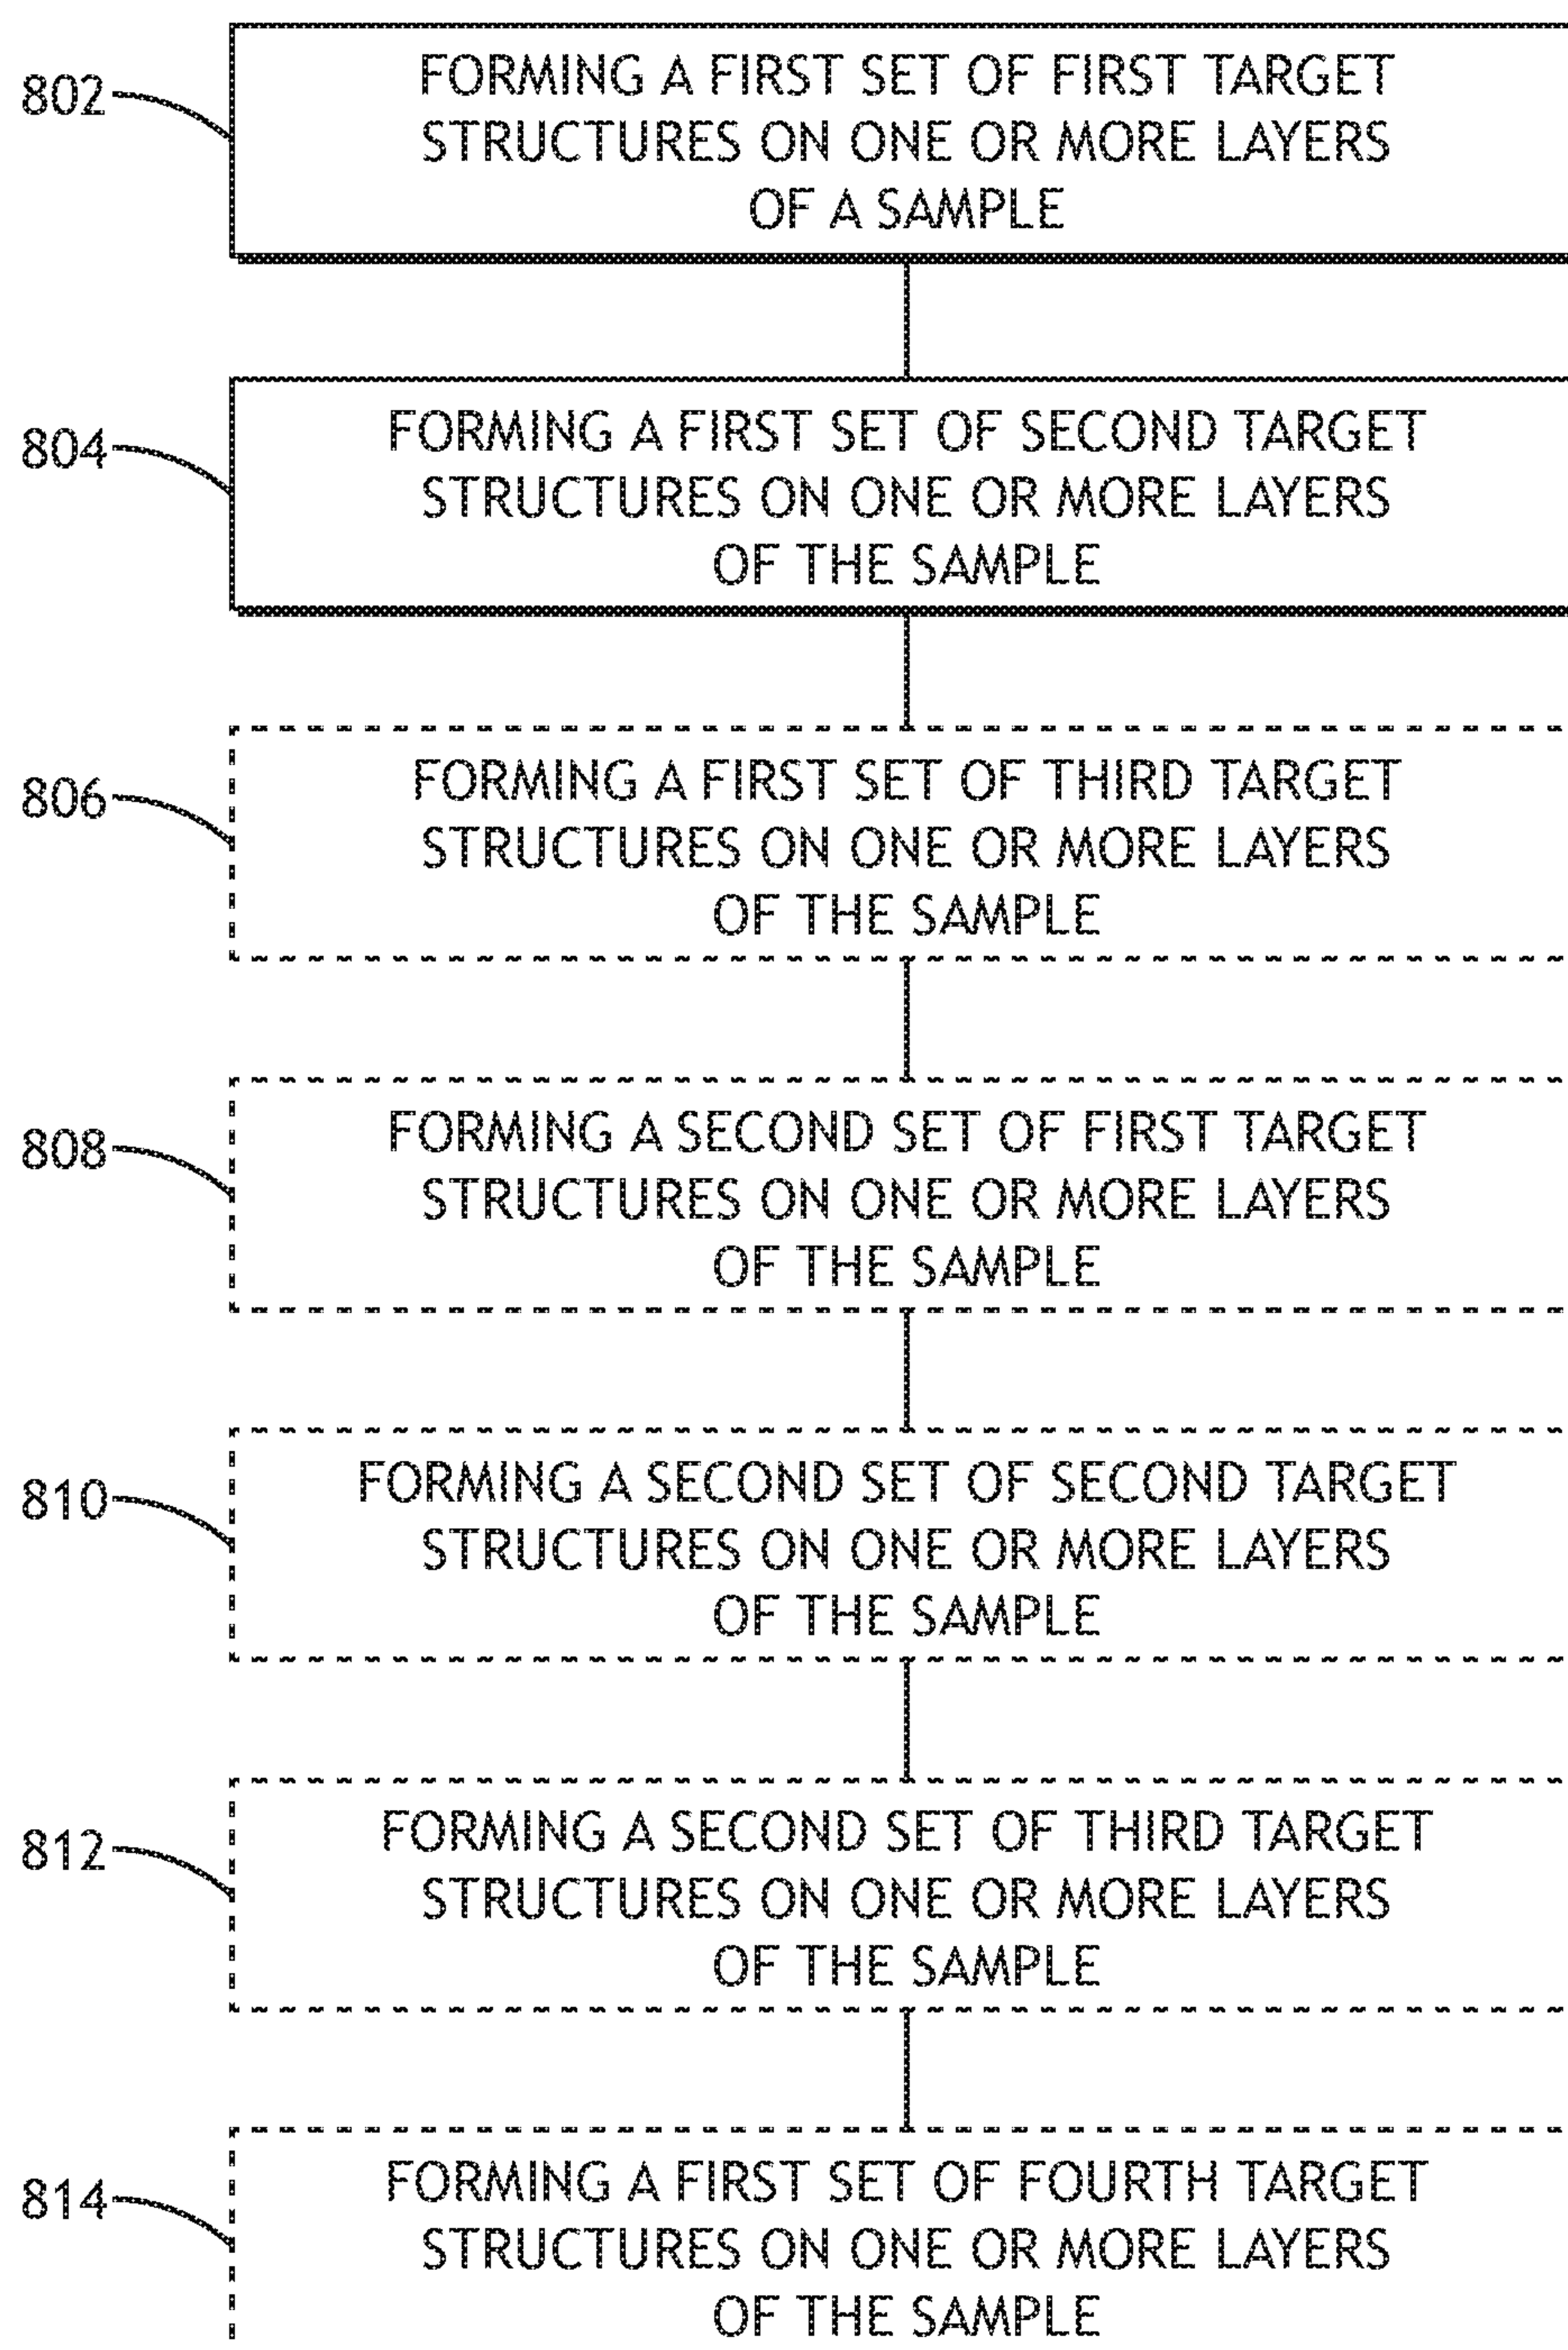 802
FORMING A FIRST SET OF FIRST TARGET
STRUCTURES ON ONE OR MORE LAYERS
OF A SAMPLE
804
FORMING A FIRST SET OF SECOND TARGET
STRUCTURES ON ONE OR MORE LAYERS
OF THE SAMPLE
806
FORMING A FIRST SET OF THIRD TARGET
STRUCTURES ON ONE OR MORE LAYERS
OF THE SAMPLE
808
FORMING A SECOND SET OF FIRST TARGET
STRUCTURES ON ONE OR MORE LAYERS
OF THE SAMPLE
810
FORMING A SECOND SET OF SECOND TARGET
STRUCTURES ON ONE OR MORE LAYERS
OF THE SAMPLE
812
FORMING A SECOND SET OF THIRD TARGET
STRUCTURES ON ONE OR MORE LAYERS
OF THE SAMPLE
814
FORMING A FIRST SET OF FOURTH TARGET
STRUCTURES ON ONE OR MORE LAYERS
OF THE SAMPLE